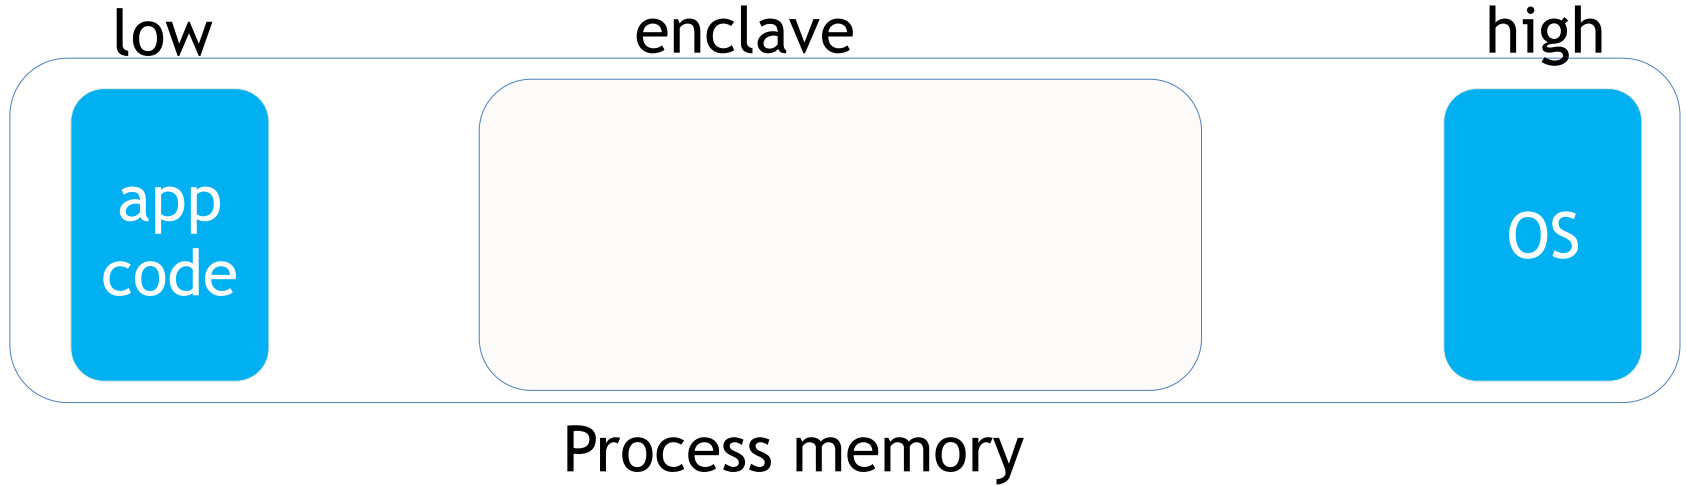 low
enclave
high
app
code
OS
Process memory